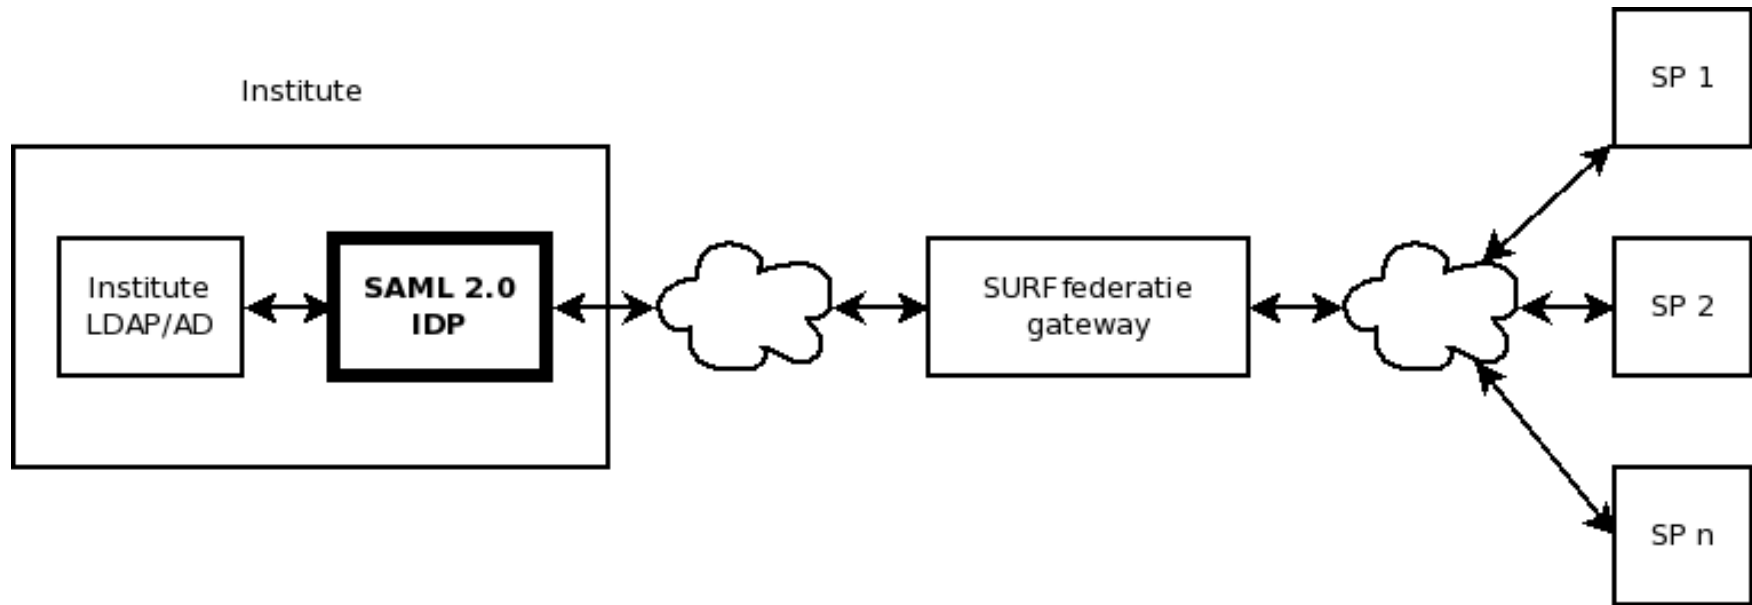 Institute
Institute
LDAP/AD
SAML 2.0
IDP
SURFfederatie
gateway
SP 1
SP 2
SP n